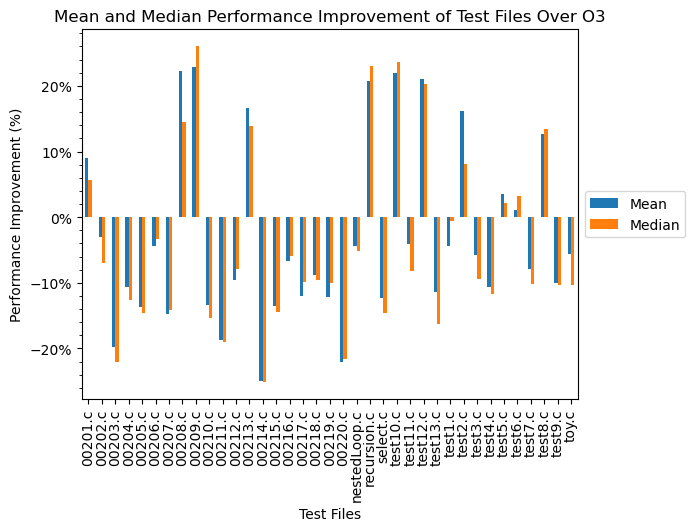 Mean and Median Performance Improvement of Test Files Over O3
Performance Improvement (%)
20%
10%
0%
−10%
−20%
Mean
Median
00201.c
00202.c
00203.c
00204.c
00205.c
00206.c
00207.c
00208.c
00209.c
00210.c
00211.c
00212.c
00213.c
00214.c
00215.c
00216.c
00217.c
00218.c
00219.c
00220.c
nestedLoop.c
recursion.c
select.c
test10.c
test11.c
test12.c
test13.c
test1.c
test2.c
test3.c
test4.c
test5.c
test6.c
test7.c
test8.c
test9.c
toy.c
Test Files